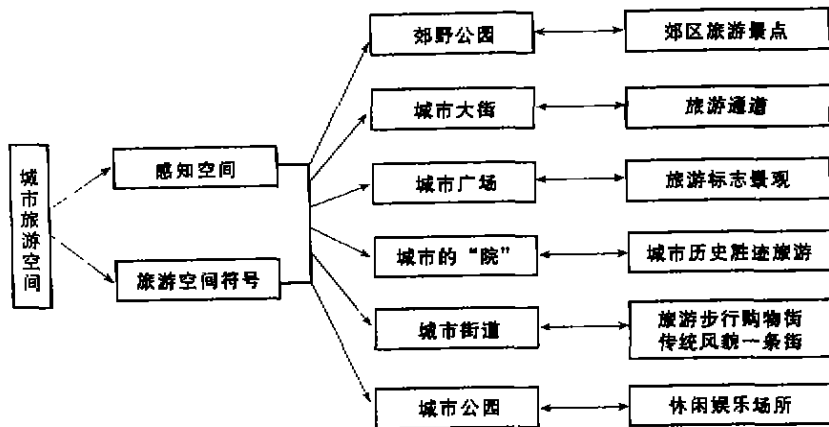 城市旅游空间
感知空间
旅游空间符号
郊野公园
郊区旅游景点
城市大街
旅游通道
城市广场
旅游标志景观
城市的“院”
城市历史胜迹旅游
城市街道
旅游步行购物街
传统风貌一条街
城市公园
休闲娱乐场所